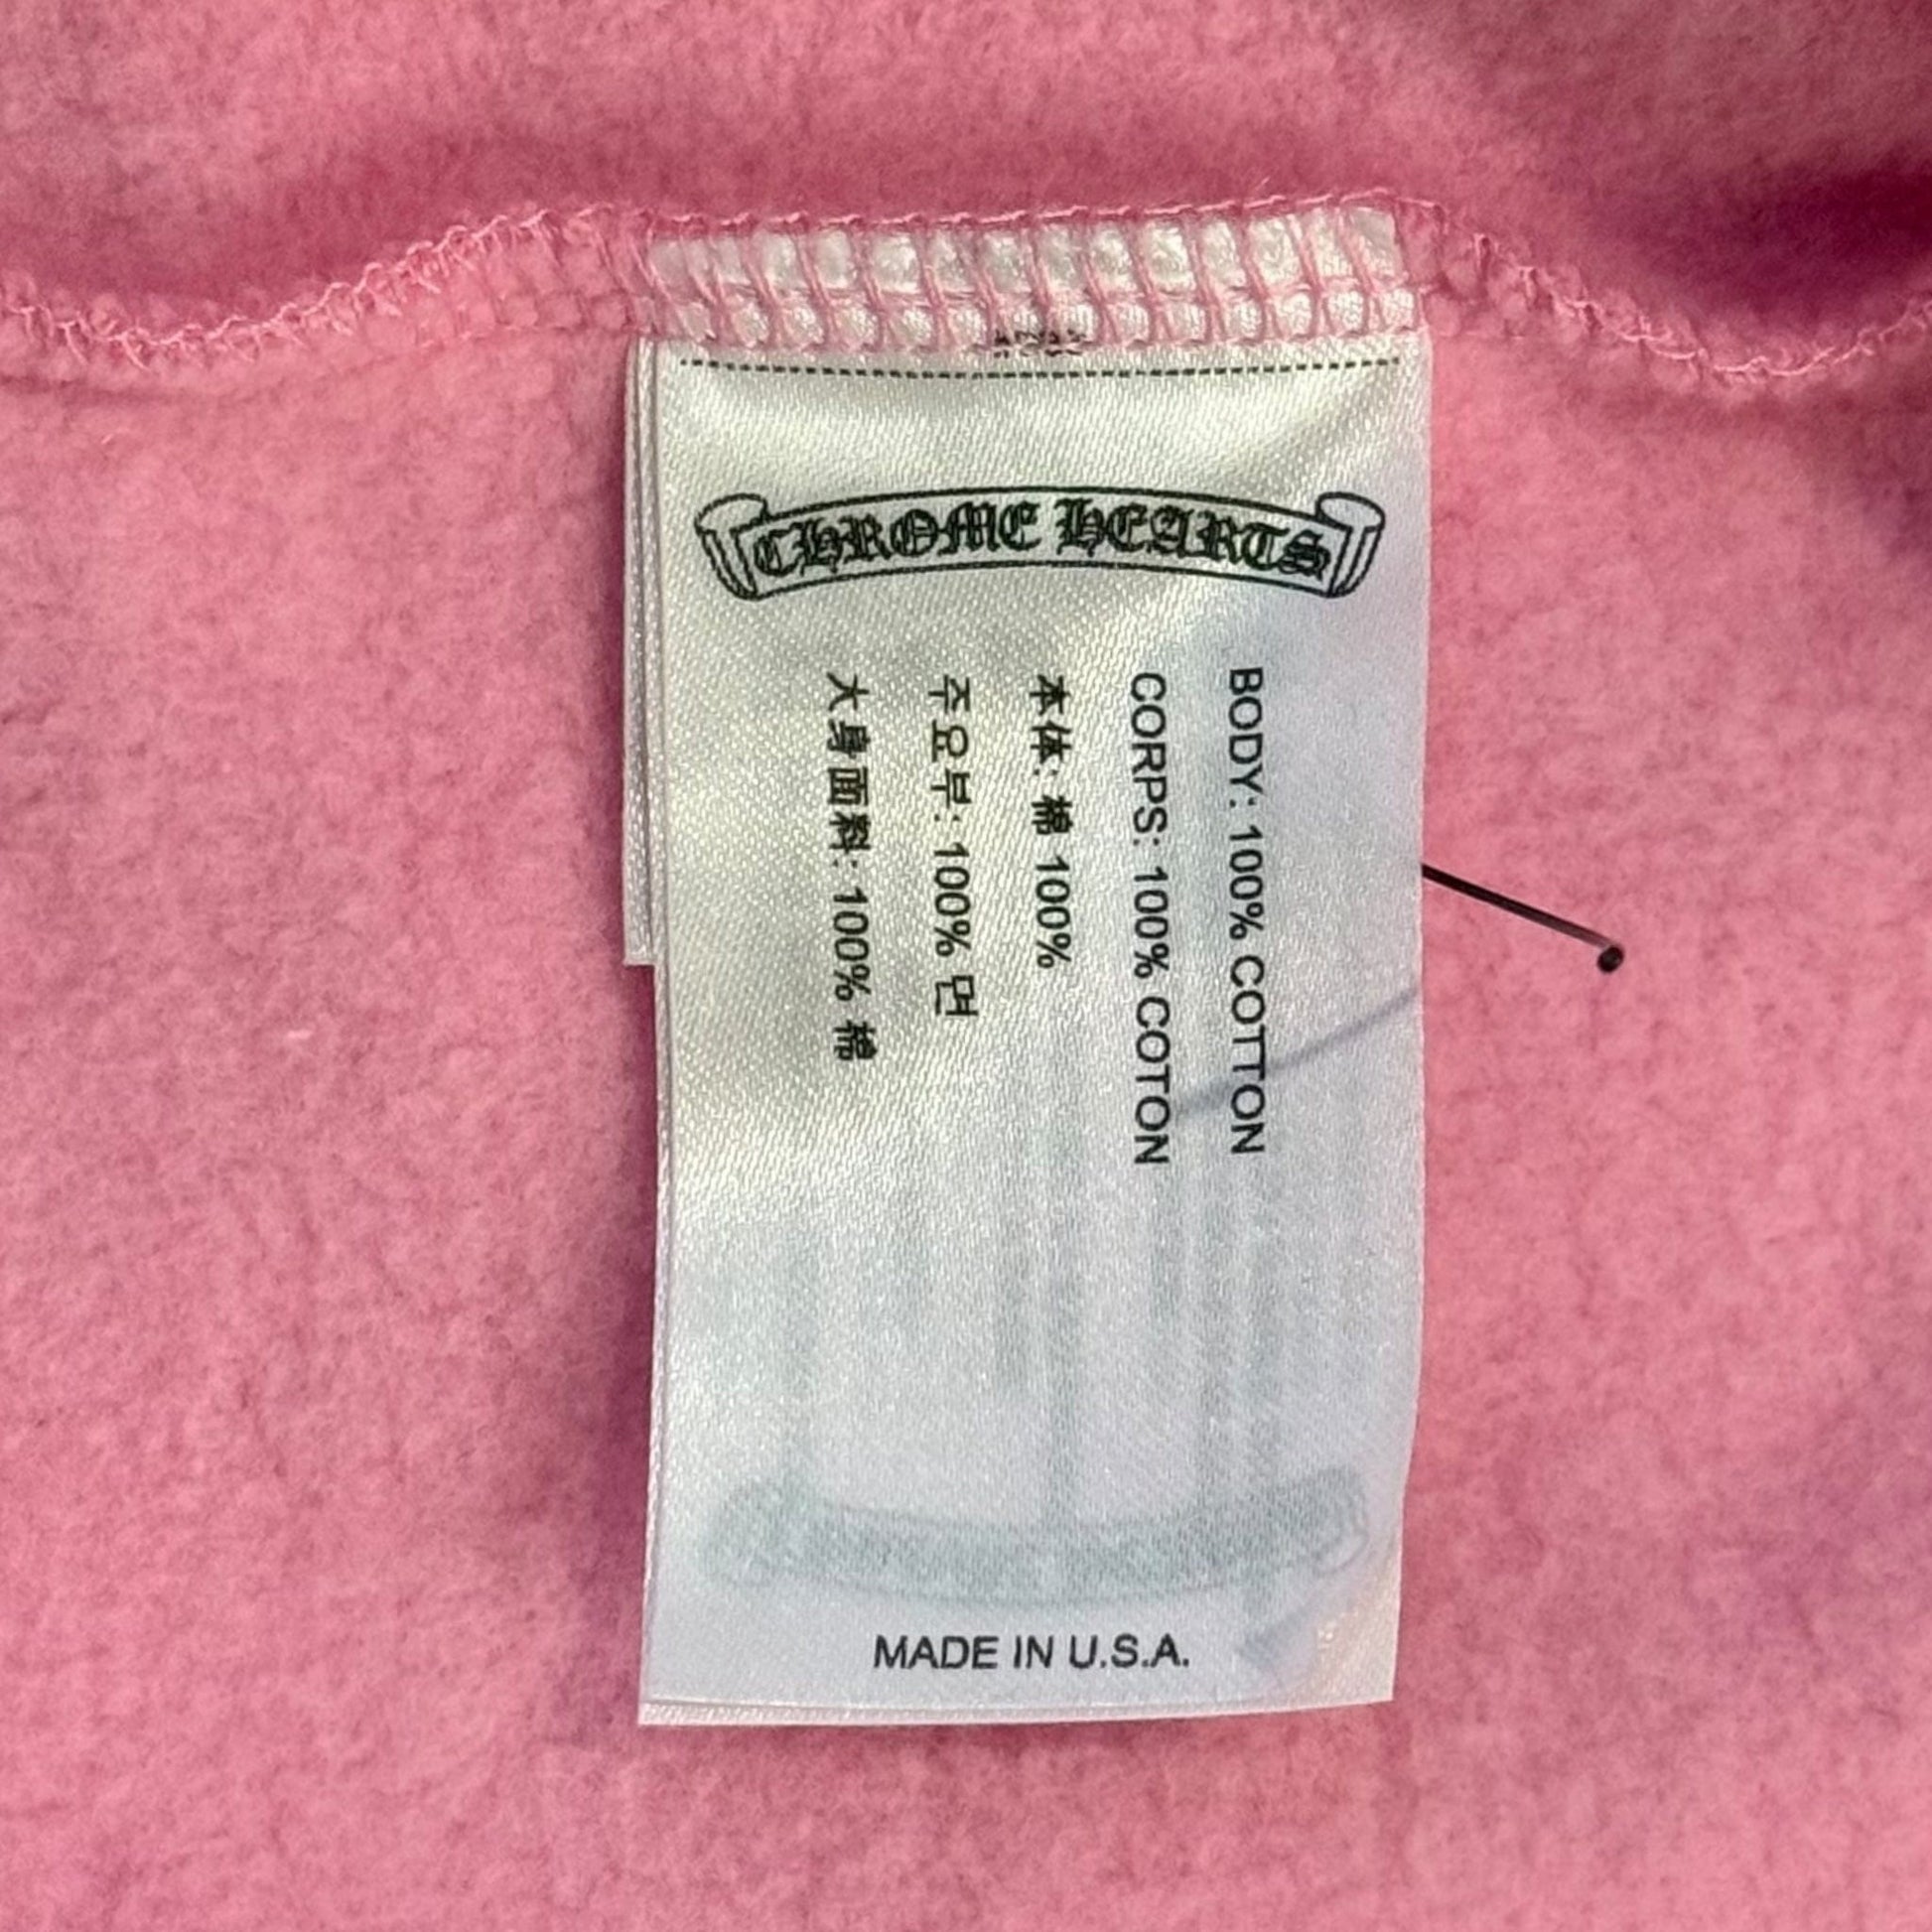 CHROME HEARTS
BODY: 100% COTTON
CORPS: 100% COTON
本体: 棉 100%
주요부: 100% 면
大身面料: 100% 棉
MADE IN U.S.A.